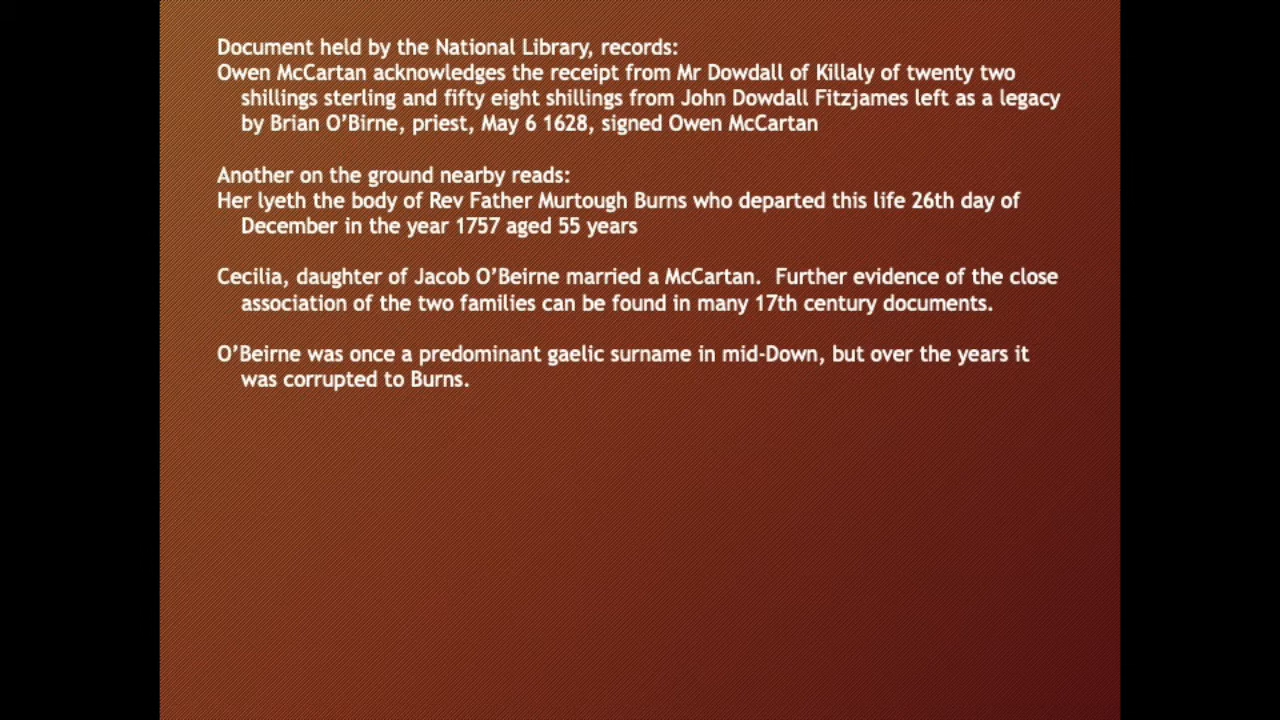 Document held by the National Library, records:
Owen McCartan acknowledges the receipt from Mr Dowdall of Killaly of twenty two
shillings sterling and fifty eight shillings from John Dowdall Fitzjames left as a legacy
by Brian O’Birne, priest, May 6 1628, signed Owen McCartan
Another on the ground nearby reads:
Her lyeth the body of Rev Father Murtough Burns who departed this life 26th day of
December in the year 1757 aged 55 years
Cecilia, daughter of Jacob O’Beirne married a McCartan.  Further evidence of the close
association of the two families can be found in many 17th century documents.
O’Beirne was once a predominant gaelic surname in mid-Down, but over the years it
was corrupted to Burns.